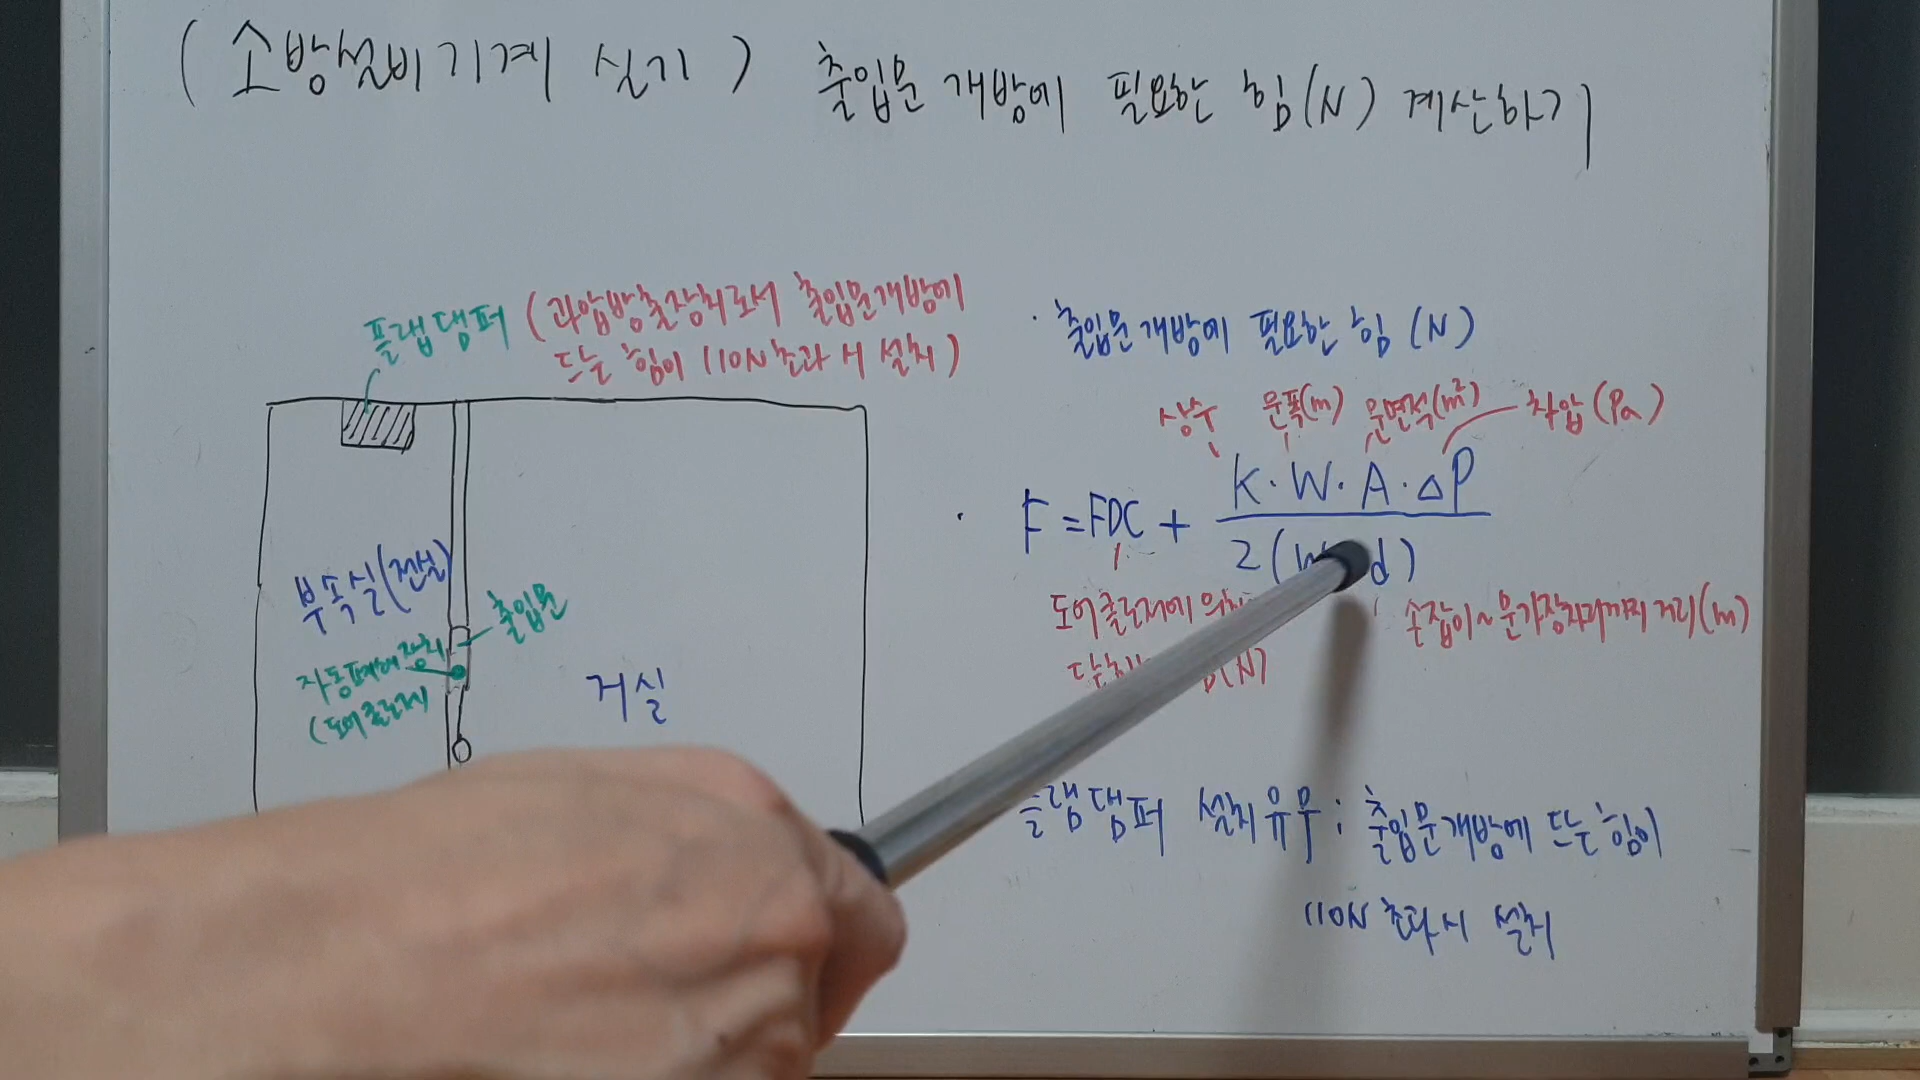 (소방설비기계 실기) 출입문 개방에 필요한 힘(N) 계산하기
플랩댐퍼 (과압방출장치로서 출입문개방에
드는 힘이 110N초과 시 설치)
부속실(전실)
출입문
자동폐쇄장치
(도어클로저)
거실
· 출입문개방에 필요한 힘 (N)
상수 문폭(m) 문면적(m²) 차압(Pa)
· F = FDC + K·W·A·△P
2( d)
도어클로저에
(N)
손잡이~문가장자리까지 거리(m)
플랩댐퍼 설치유무 : 출입문개방에 드는 힘이
110N 초과시 설치